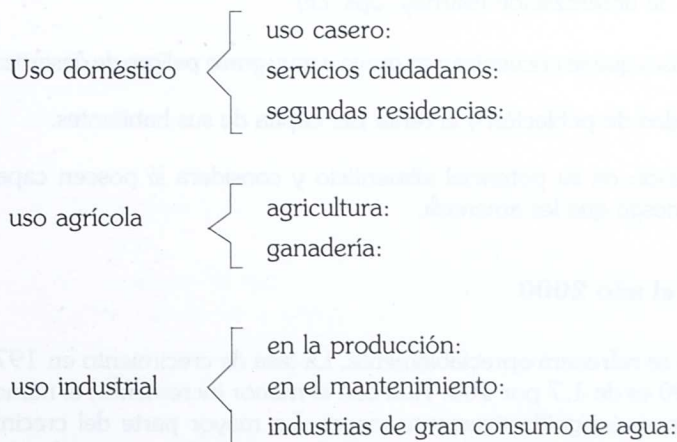 uso casero:
Uso doméstico
servicios ciudadanos:
segundas residencias:
agricultura:
uso agrícola
ganadería:
en la producción:
uso industrial
en el mantenimiento:
industrias de gran consumo de agua: